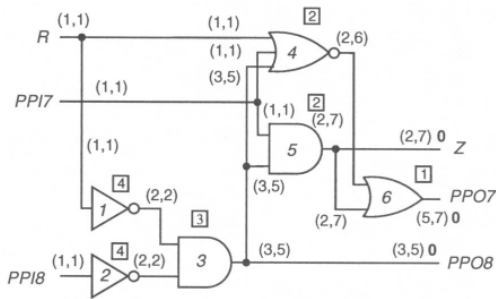 2
(1,1) (1,1) (2,6)
R 4
(1,1)
(3,5)
PPI7 (1,1) 2
(1,1) (2,7)
(2,7) 0
5 Z
(1,1)
4 1
(2,2) (3,5) PPO7
1 3 (2,7) 6
(5,7) 0
4
(1,1) (2,2) 3 (3,5) (3,5) 0
PPI8 2 PPO8